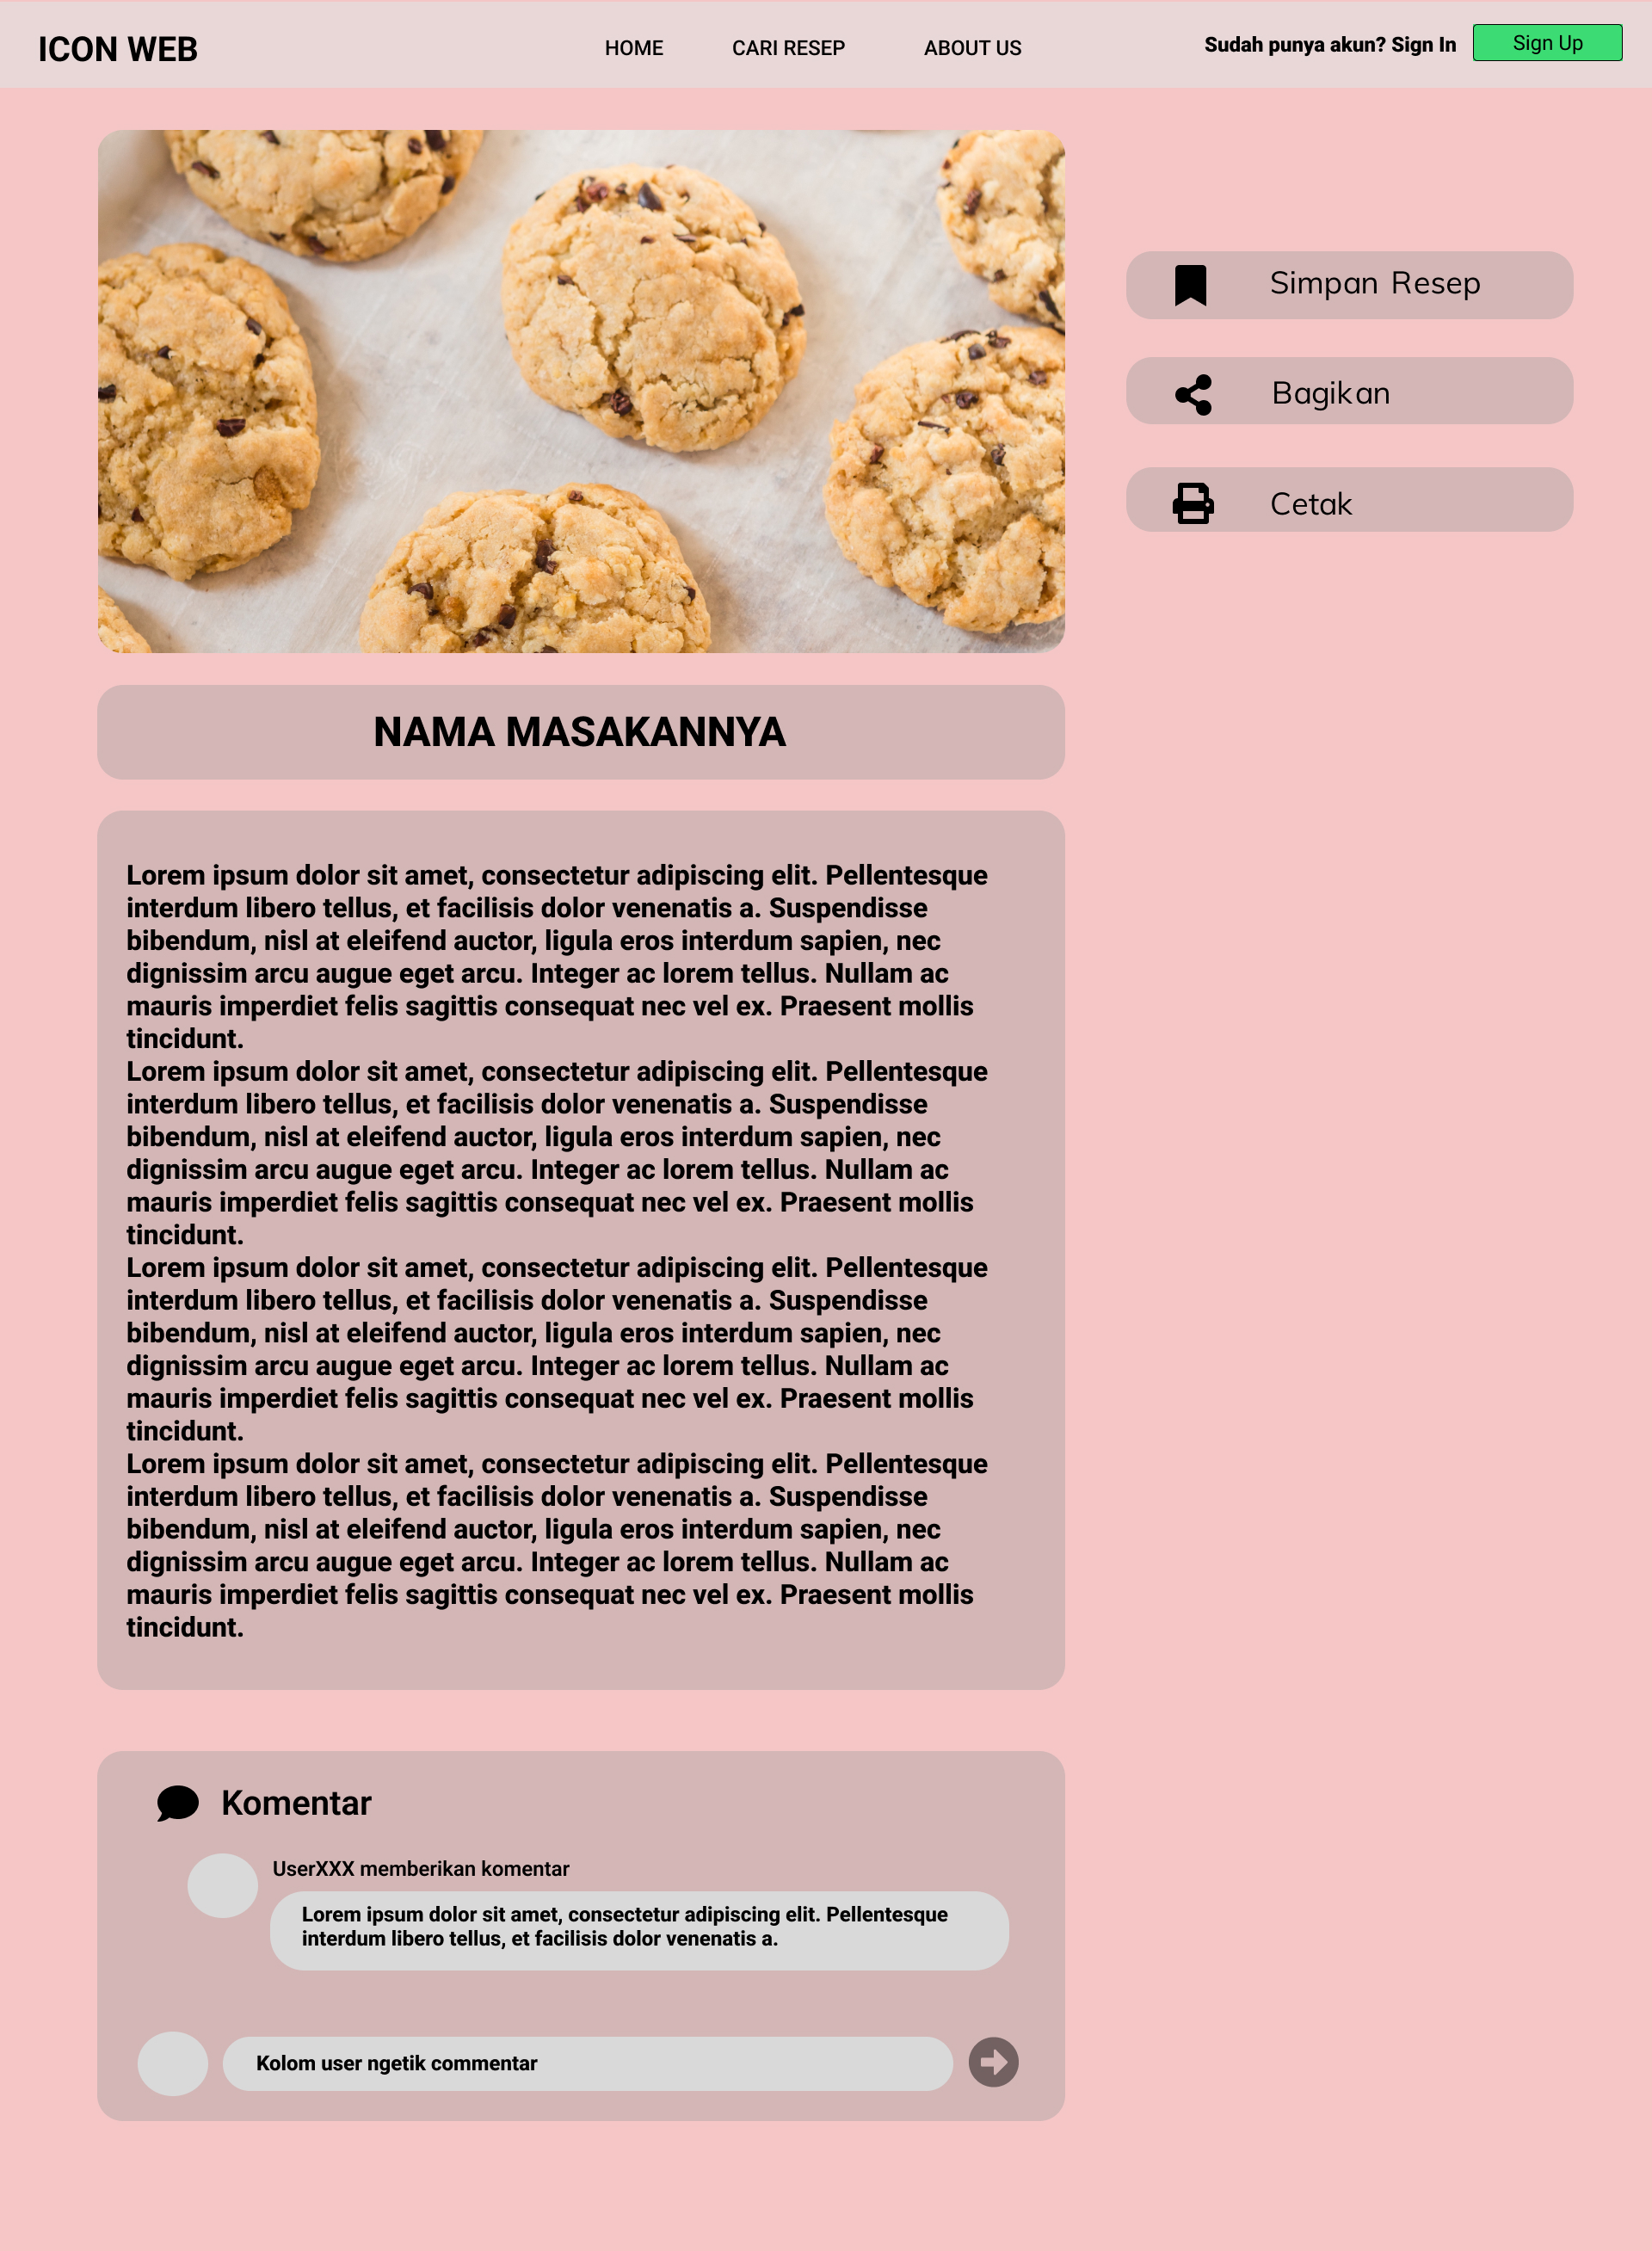 ICON WEB
HOME
CARI RESEP
ABOUT US
Sudah punya akun? Sign In
Sign Up
Simpan Resep
Bagikan
Cetak
NAMA MASAKANNYA
Lorem ipsum dolor sit amet, consectetur adipiscing elit. Pellentesque
interdum libero tellus, et facilisis dolor venenatis a. Suspendisse
bibendum, nisl at eleifend auctor, ligula eros interdum sapien, nec
dignissim arcu augue eget arcu. Integer ac lorem tellus. Nullam ac
mauris imperdiet felis sagittis consequat nec vel ex. Praesent mollis
tincidunt.
Lorem ipsum dolor sit amet, consectetur adipiscing elit. Pellentesque
interdum libero tellus, et facilisis dolor venenatis a. Suspendisse
bibendum, nisl at eleifend auctor, ligula eros interdum sapien, nec
dignissim arcu augue eget arcu. Integer ac lorem tellus. Nullam ac
mauris imperdiet felis sagittis consequat nec vel ex. Praesent mollis
tincidunt.
Lorem ipsum dolor sit amet, consectetur adipiscing elit. Pellentesque
interdum libero tellus, et facilisis dolor venenatis a. Suspendisse
bibendum, nisl at eleifend auctor, ligula eros interdum sapien, nec
dignissim arcu augue eget arcu. Integer ac lorem tellus. Nullam ac
mauris imperdiet felis sagittis consequat nec vel ex. Praesent mollis
tincidunt.
Lorem ipsum dolor sit amet, consectetur adipiscing elit. Pellentesque
interdum libero tellus, et facilisis dolor venenatis a. Suspendisse
bibendum, nisl at eleifend auctor, ligula eros interdum sapien, nec
dignissim arcu augue eget arcu. Integer ac lorem tellus. Nullam ac
mauris imperdiet felis sagittis consequat nec vel ex. Praesent mollis
tincidunt.
Komentar
UserXXX memberikan komentar
Lorem ipsum dolor sit amet, consectetur adipiscing elit. Pellentesque
interdum libero tellus, et facilisis dolor venenatis a.
Kolom user ngetik commentar